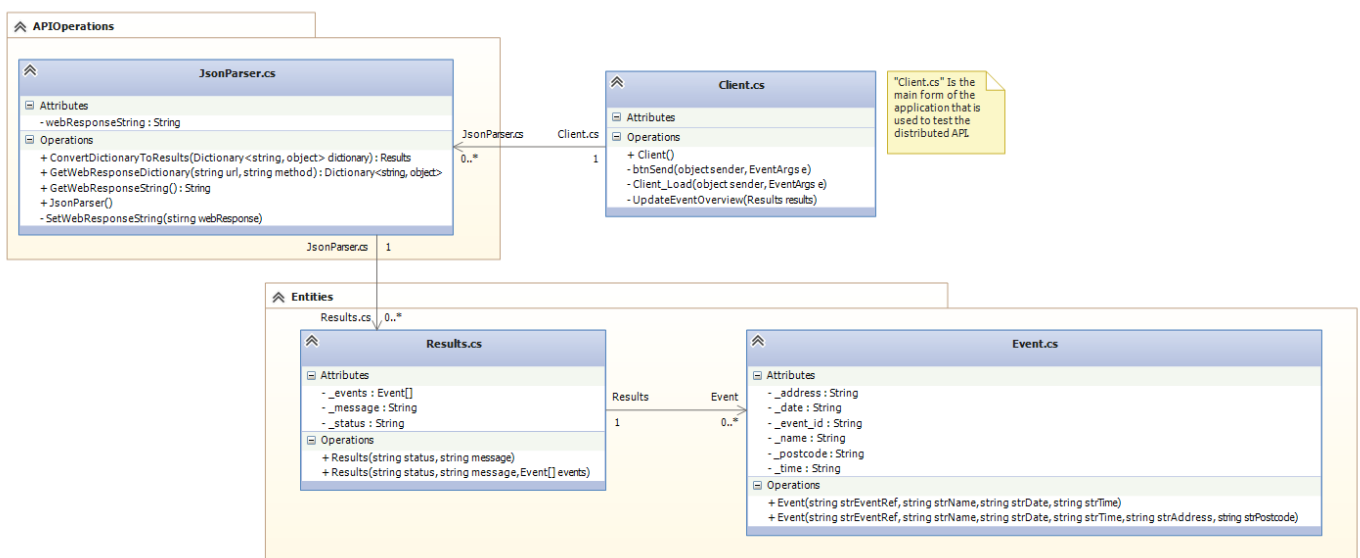 APIOperations
JsonParser.cs
Attributes
- webResponseString : String
Operations
+ ConvertDictionaryToResults(Dictionary<string, object> dictionary) : Results
+ GetWebResponseDictionary(string url, string method) : Dictionary<string, object>
+ GetWebResponseString() : String
+ JsonParser()
- SetWebResponseString(stirng webResponse)
JsonParser.cs
0..*
Client.cs
1
Client.cs
Attributes
Operations
+ Client()
- btnSend(object sender, EventArgs e)
- Client_Load(object sender, EventArgs e)
- UpdateEventOverview(Results results)
"Client.cs" Is the
main form of the
application that is
used to test the
distributed API.
JsonParser.cs
1
Results.cs
0..*
Entities
Results.cs
Attributes
- _events : Event[]
- _message : String
- _status : String
Operations
+ Results(string status, string message)
+ Results(string status, string message, Event[] events)
Results
1
Event
0..*
Event.cs
Attributes
- _address : String
- _date : String
- _event_id : String
- _name : String
- _postcode : String
- _time : String
Operations
+ Event(string strEventRef, string strName, string strDate, string strTime)
+ Event(string strEventRef, string strName, string strDate, string strTime, string strAddress, string strPostcode)